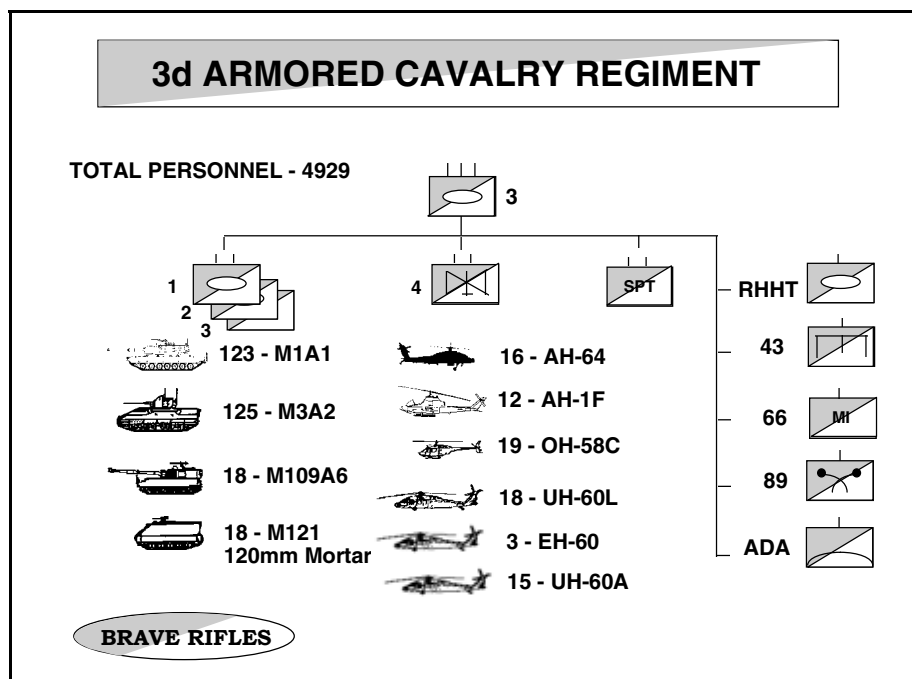 3d ARMORED CAVALRY REGIMENT
TOTAL PERSONNEL - 4929
3
1
2
3
4
SPT
RHHT
43
66
MI
89
ADA
123 - M1A1
125 - M3A2
18 - M109A6
18 - M121
120mm Mortar
16 - AH-64
12 - AH-1F
19 - OH-58C
18 - UH-60L
3 - EH-60
15 - UH-60A
BRAVE RIFLES